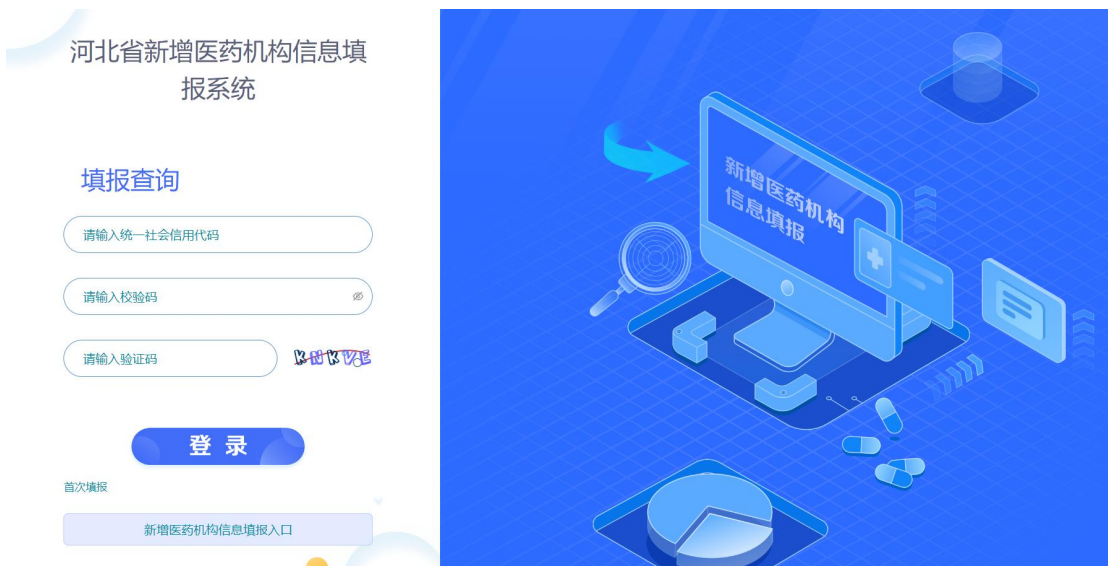 河北省新增医药机构信息填
报系统
填报查询
请输入统一社会信用代码
请输入校验码
请输入验证码
KNKVE
登 录
首次填报
新增医药机构信息填报入口
新增医药机构
信息填报